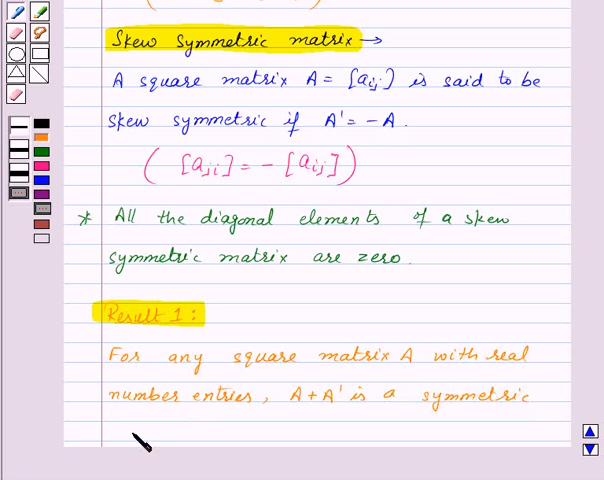 Skew Symmetric matrix →
A square matrix A = [aij] is said to be
skew symmetric if A' = -A.
([aji] = -[aij])
* All the diagonal elements of a skew
symmetric matrix are zero.
Result 1:
For any square matrix A with real
number entries, A+A' is a symmetric